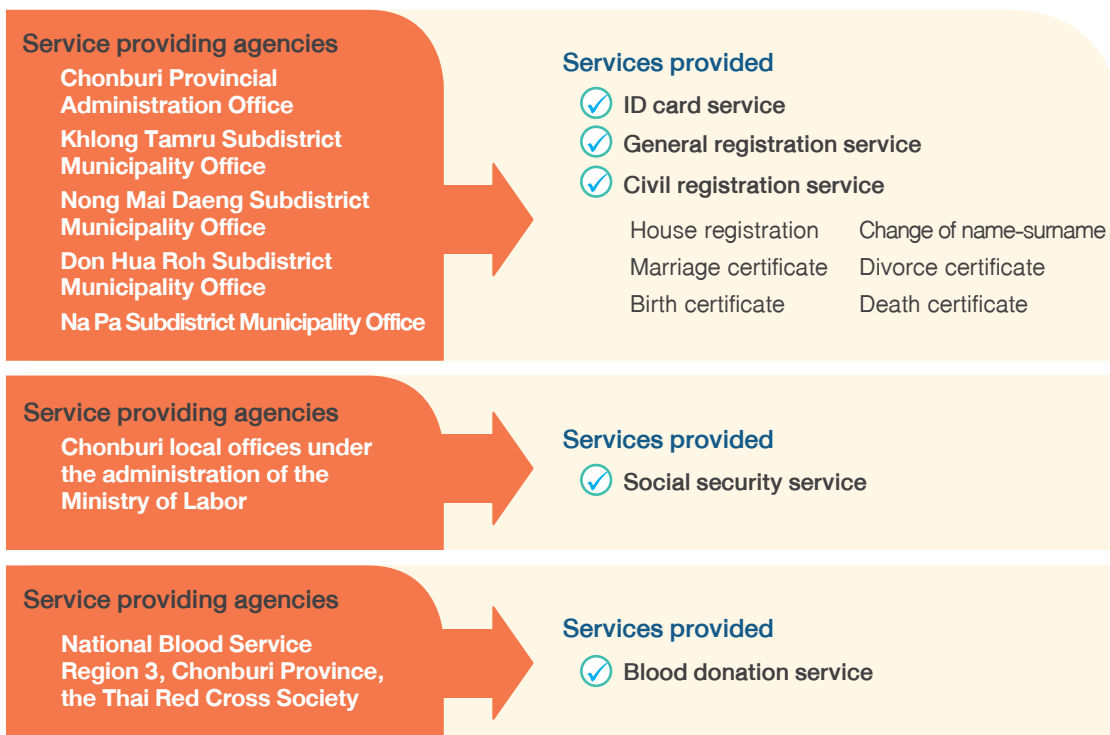 Service providing agencies
Chonburi Provincial
Administration Office
Khlong Tamru Subdistrict
Municipality Office
Nong Mai Daeng Subdistrict
Municipality Office
Don Hua Roh Subdistrict
Municipality Office
Na Pa Subdistrict Municipality Office
Services provided
ID card service
General registration service
Civil registration service
House registration Change of name-surname
Marriage certificate Divorce certificate
Birth certificate Death certificate
Service providing agencies
Chonburi local offices under
the administration of the
Ministry of Labor
Services provided
Social security service
Service providing agencies
National Blood Service
Region 3, Chonburi Province,
the Thai Red Cross Society
Services provided
Blood donation service